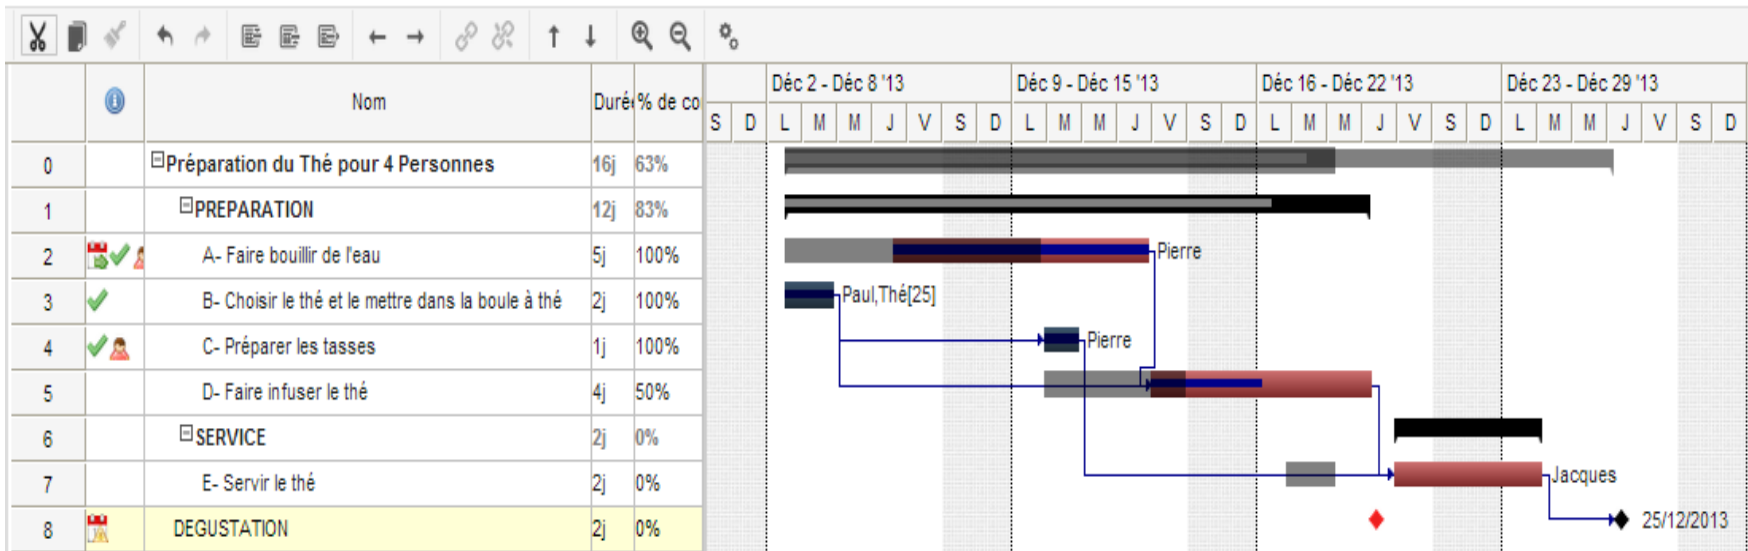 Déc 2 - Déc 8 '13 Déc 9 - Déc 15 '13 Déc 16 - Déc 22 '13 Déc 23 - Déc 29 '13
Nom Durée % de co
S D L M M J V S D L M M J V S D L M M J V S D L M M J V S D
0 Préparation du Thé pour 4 Personnes 16j 63%
1 PREPARATION 12j 83%
2 A- Faire bouillir de l'eau 5j 100% Pierre
3 B- Choisir le thé et le mettre dans la boule à thé 2j 100% Paul,Thé[25]
4 C- Préparer les tasses 1j 100% Pierre
5 D- Faire infuser le thé 4j 50%
6 SERVICE 2j 0%
7 E- Servir le thé 2j 0% Jacques
8 DEGUSTATION 2j 0% 25/12/2013